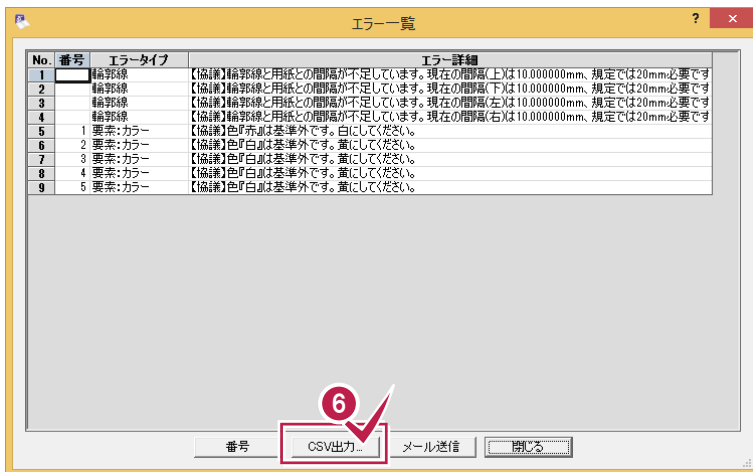 エラー一覧
? ×
No. 番号 エラータイプ エラー詳細
1 輪郭線 【協議】輪郭線と用紙との間隔が不足しています。現在の間隔(上)は10.000000mm、規定では20mm必要です
2 輪郭線 【協議】輪郭線と用紙との間隔が不足しています。現在の間隔(下)は10.000000mm、規定では20mm必要です
3 輪郭線 【協議】輪郭線と用紙との間隔が不足しています。現在の間隔(左)は10.000000mm、規定では20mm必要です
4 輪郭線 【協議】輪郭線と用紙との間隔が不足しています。現在の間隔(右)は10.000000mm、規定では20mm必要です
5 1 要素:カラー 【協議】色『赤』は基準外です。白にしてください。
6 2 要素:カラー 【協議】色『白』は基準外です。黄にしてください。
7 3 要素:カラー 【協議】色『白』は基準外です。黄にしてください。
8 4 要素:カラー 【協議】色『白』は基準外です。黄にしてください。
9 5 要素:カラー 【協議】色『白』は基準外です。黄にしてください。
6
番号 CSV出力... メール送信 閉じる